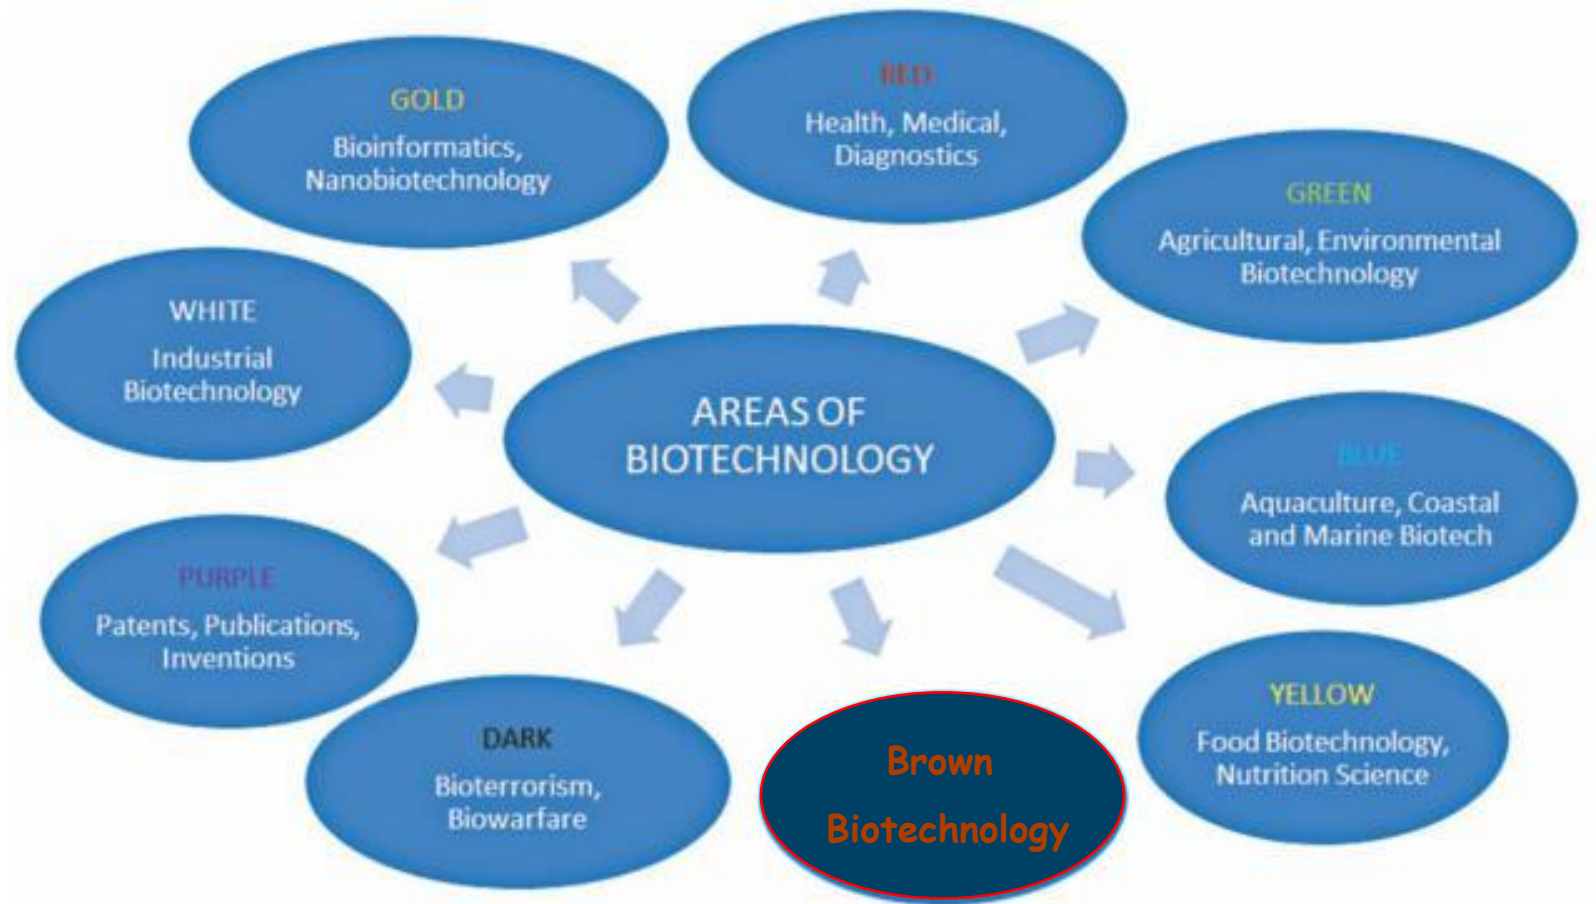 GOLD
Bioinformatics,
Nanobiotechnology
RED
Health, Medical,
Diagnostics
GREEN
Agricultural, Environmental
Biotechnology
WHITE
Industrial
Biotechnology
AREAS OF
BIOTECHNOLOGY
BLUE
Aquaculture, Coastal
and Marine Biotech
PURPLE
Patents, Publications,
Inventions
YELLOW
Food Biotechnology,
Nutrition Science
DARK
Bioterrorism,
Biowarfare
Brown
Biotechnology